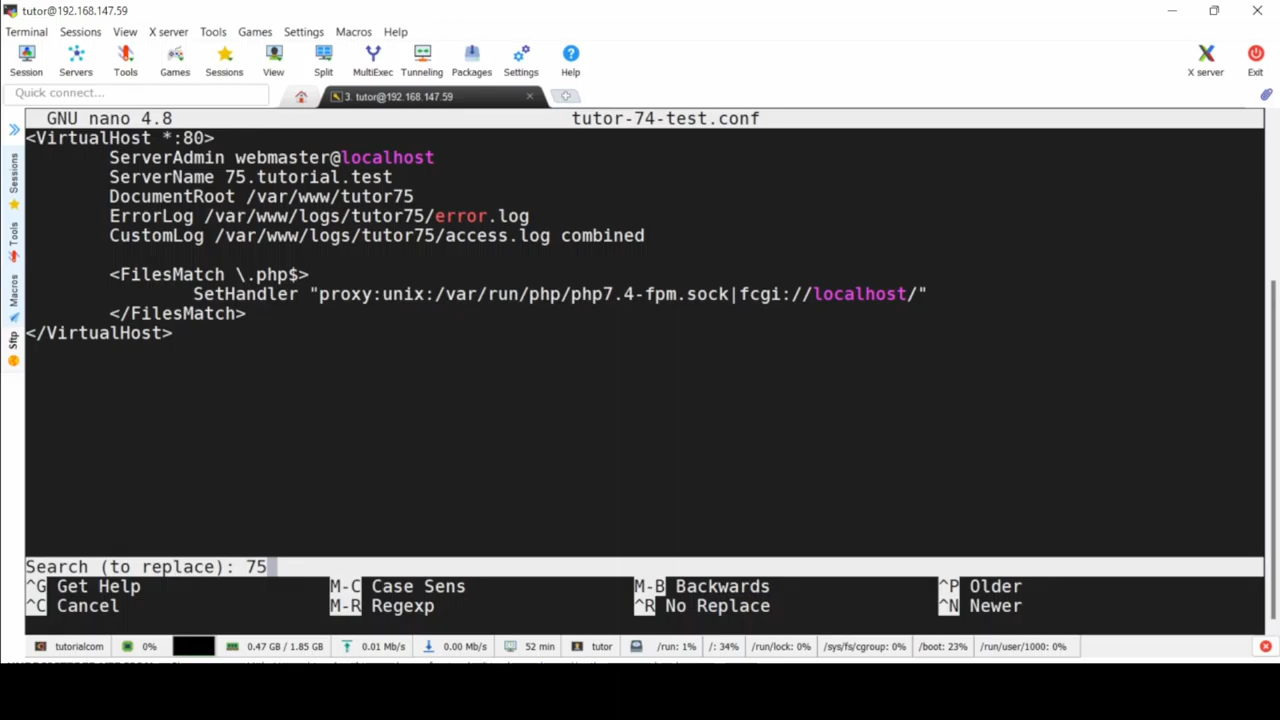 tutor@192.168.147.59
Terminal Sessions View X server Tools Games Settings Macros Help
Session Servers Tools Games Sessions View Split MultiExec Tunneling Packages Settings Help X server Exit
Quick connect...
3. tutor@192.168.147.59
GNU nano 4.8 tutor-74-test.conf
<VirtualHost *:80>
ServerAdmin webmaster@localhost
ServerName 75.tutorial.test
DocumentRoot /var/www/tutor75
ErrorLog /var/www/logs/tutor75/error.log
CustomLog /var/www/logs/tutor75/access.log combined
<FilesMatch \.php$>
SetHandler "proxy:unix:/var/run/php/php7.4-fpm.sock|fcgi://localhost/"
</FilesMatch>
</VirtualHost>
Sessions
Tools
Macros
Sftp
Search (to replace): 75
^G Get Help M-C Case Sens M-B Backwards ^P Older
^C Cancel M-R Regexp ^R No Replace ^N Newer
tutorialcom 0% 0.47 GB / 1.85 GB 0.01 Mb/s 0.00 Mb/s 52 min tutor /run: 1% /: 34% /run/lock: 0% /sys/fs/cgroup: 0% /boot: 23% /run/user/1000: 0%